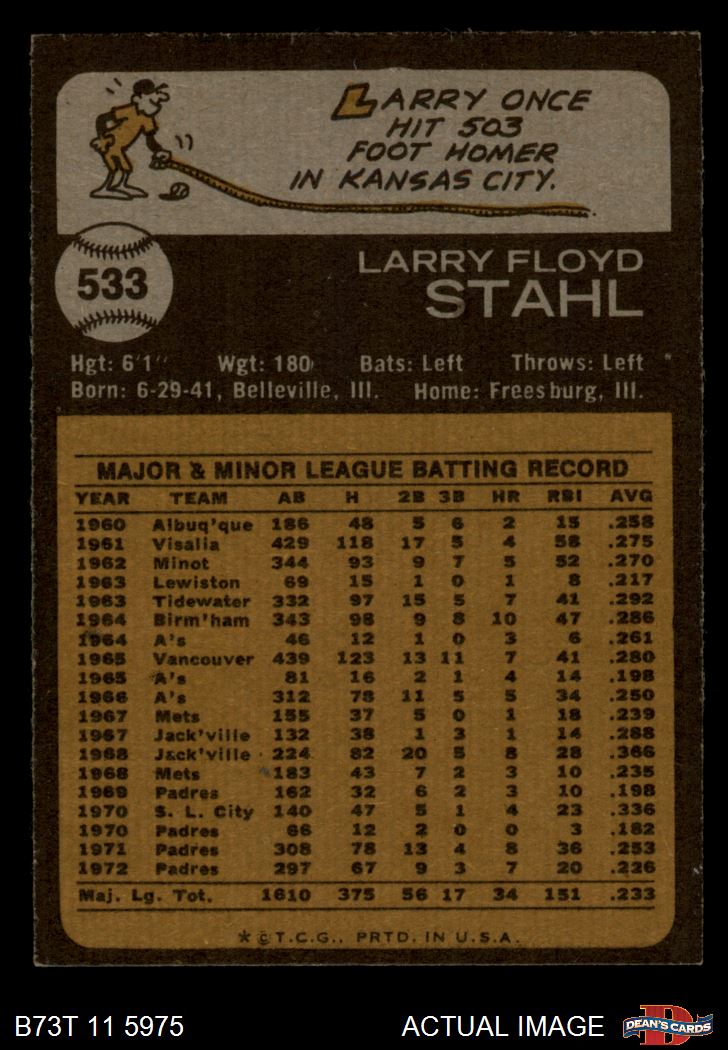 LARRY ONCE
HIT 503
FOOT HOMER
IN KANSAS CITY.
533
LARRY FLOYD
STAHL
Hgt: 6'1" Wgt: 180 Bats: Left Throws: Left
Born: 6-29-41, Belleville, Ill. Home: Freesburg, Ill.
MAJOR & MINOR LEAGUE BATTING RECORD
YEAR TEAM AB H 2B 3B HR RBI AVG
1960 Albuq'que 186 48 5 6 2 15 .258
1961 Visalia 429 118 17 5 4 58 .275
1962 Minot 344 93 9 7 5 52 .270
1963 Lewiston 69 15 1 0 1 8 .217
1963 Tidewater 332 97 15 5 7 41 .292
1964 Birm'ham 343 98 9 8 10 47 .286
1964 A's 46 12 1 0 3 6 .261
1965 Vancouver 439 123 13 11 7 41 .280
1965 A's 81 16 2 1 4 14 .198
1966 A's 312 78 11 5 5 34 .250
1967 Mets 155 37 5 0 1 18 .239
1967 Jack'ville 132 38 1 3 1 14 .288
1968 Jack'ville 224 82 20 5 8 28 .366
1968 Mets 183 43 7 2 3 10 .235
1969 Padres 162 32 6 2 3 10 .198
1970 S. L. City 140 47 5 1 4 23 .336
1970 Padres 66 12 2 0 0 3 .182
1971 Padres 308 78 13 4 8 36 .253
1972 Padres 297 67 9 3 7 20 .226
Maj. Lg. Tot. 1610 375 56 17 34 151 .233
* © T.C.G., PRTD. IN U.S.A.
B73T 11 5975 ACTUAL IMAGE
D
DEAN'S CARDS